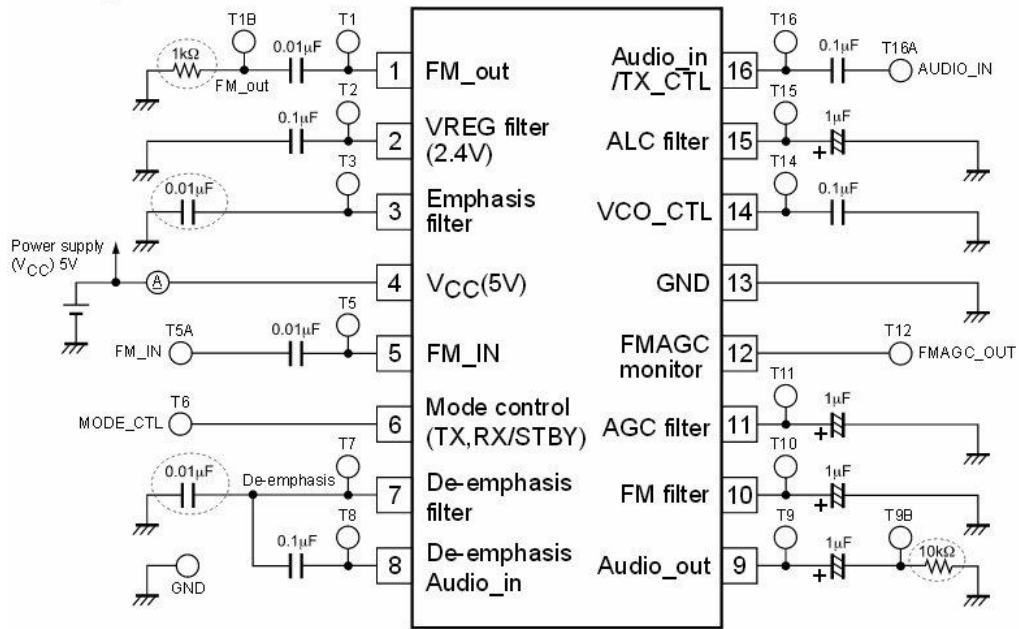 T1B
0.01µF
T1
1kΩ
FM_out
1
FM_out
T2
0.1µF
2
VREG filter
(2.4V)
T3
0.01µF
3
Emphasis
filter
Power supply
(VCC) 5V
A
4
VCC(5V)
T5
T5A
0.01µF
FM_IN
5
FM_IN
T6
MODE_CTL
6
Mode control
(TX,RX/STBY)
T7
0.01µF
De-emphasis
7
De-emphasis
filter
T8
0.1µF
8
De-emphasis
Audio_in
GND
T16
0.1µF
T16A
AUDIO_IN
Audio_in
/TX_CTL
16
T15
1µF
ALC filter
15
+
T14
0.1µF
VCO_CTL
14
GND
13
T12
FMAGC
monitor
12
FMAGC_OUT
T11
1µF
AGC filter
11
+
T10
1µF
FM filter
10
+
T9
1µF
T9B
10kΩ
Audio_out
9
+